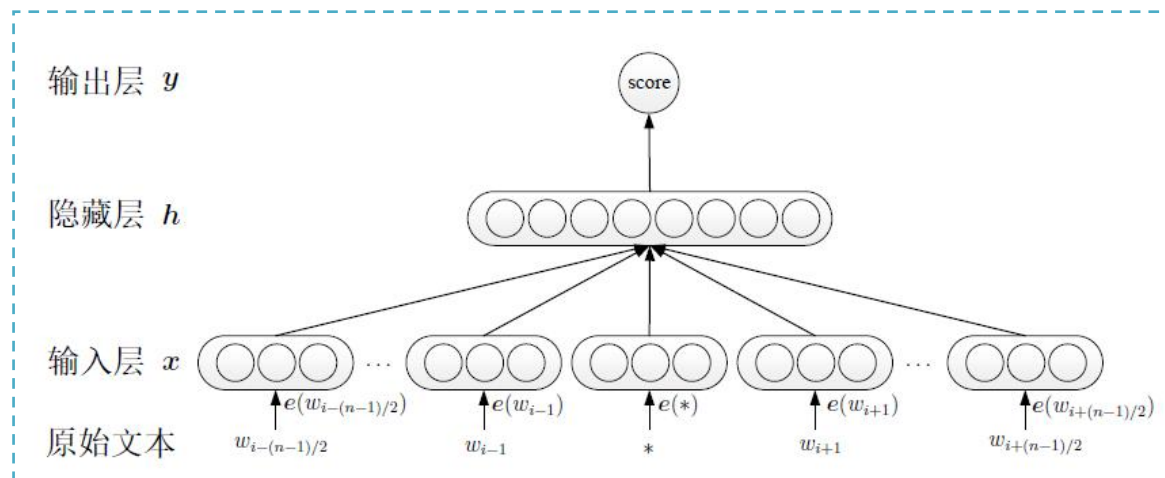 输出层 y
score
隐藏层 h
输入层 x
... ...
e(w_{i-(n-1)/2}) e(w_{i-1}) e(*) e(w_{i+1}) e(w_{i+(n-1)/2})
原始文本 w_{i-(n-1)/2} w_{i-1} * w_{i+1} w_{i+(n-1)/2}